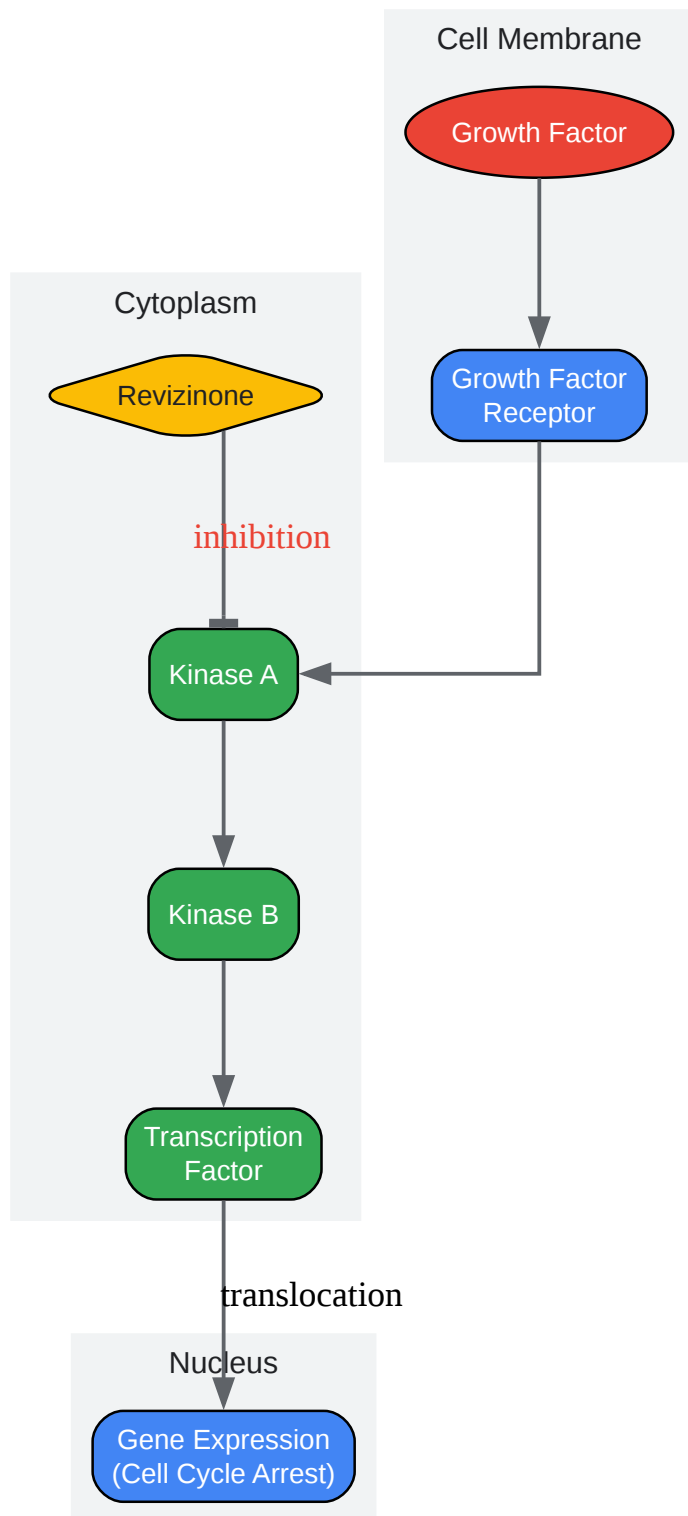 Cell Membrane
Growth Factor
Cytoplasm
Growth Factor
Receptor
Revizinone
inhibition
Kinase A
Kinase B
Transcription
Factor
translocation
Nucleus
Gene Expression
(Cell Cycle Arrest)